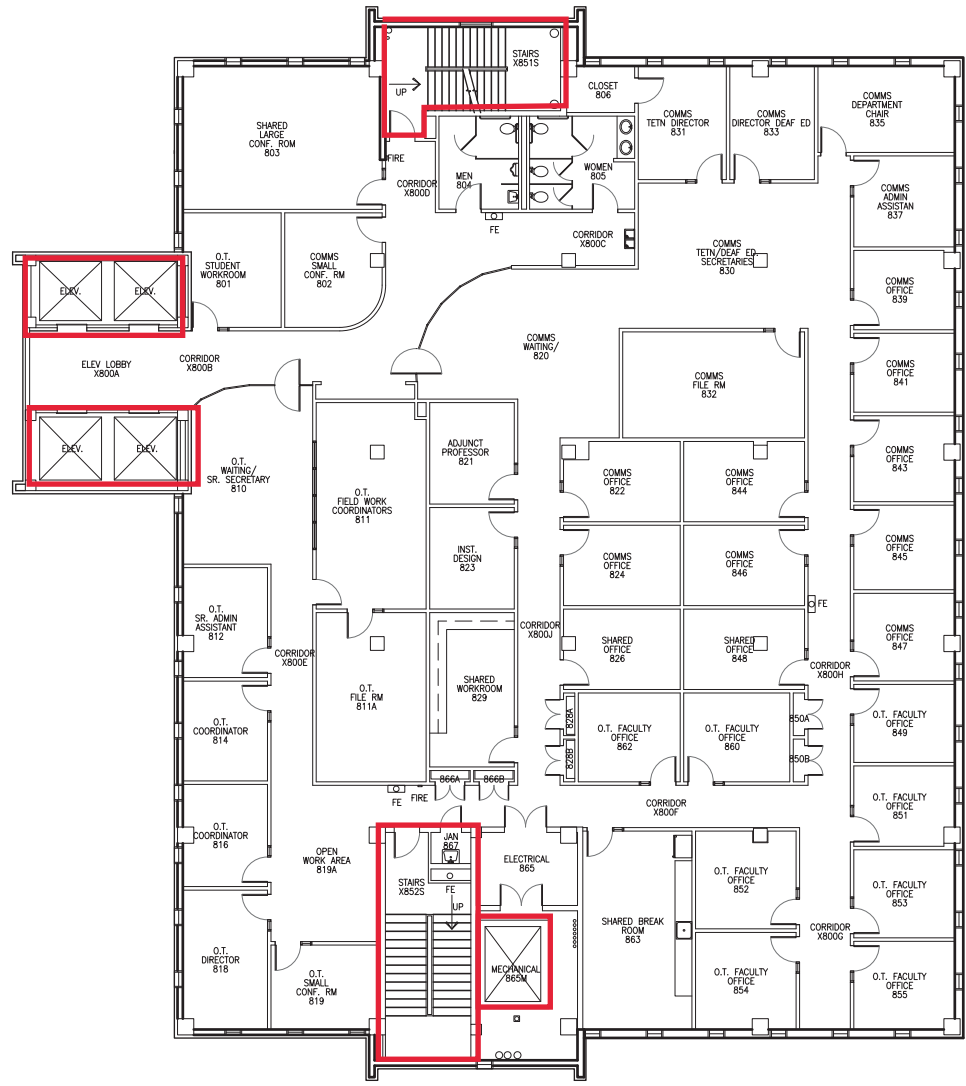 STAIRS
X851S
UP
CLOSET
806
COMMS
TETN DIRECTOR
831
COMMS
DIRECTOR DEAF ED
833
COMMS
DEPARTMENT
CHAIR
835
SHARED
LARGE
CONF. ROM
803
FIRE
CORRIDOR
X800D
MEN
804
WOMEN
805
FE
CORRIDOR
X800C
COMMS
ADMIN
ASSISTAN
837
O.T.
STUDENT
WORKROOM
801
COMMS
SMALL
CONF. RM
802
COMMS
TETN/DEAF ED.
SECRETARIES
830
ELEV.
ELEV.
COMMS
OFFICE
839
ELEV LOBBY
X800A
CORRIDOR
X800B
COMMS
WAITING/
820
COMMS
FILE RM
832
COMMS
OFFICE
841
ELEV.
ELEV.
O.T.
WAITING/
SR. SECRETARY
810
O.T.
FIELD WORK
COORDINATORS
811
ADJUNCT
PROFESSOR
821
COMMS
OFFICE
822
COMMS
OFFICE
844
COMMS
OFFICE
843
INST.
DESIGN
823
COMMS
OFFICE
824
COMMS
OFFICE
846
COMMS
OFFICE
845
FE
O.T.
SR. ADMIN
ASSISTANT
812
CORRIDOR
X800E
CORRIDOR
X800J
SHARED
OFFICE
826
SHARED
OFFICE
848
COMMS
OFFICE
847
CORRIDOR
X800H
O.T.
FILE RM
811A
SHARED
WORKROOM
829
O.T.
COORDINATOR
814
828A
828B
O.T. FACULTY
OFFICE
862
O.T. FACULTY
OFFICE
860
850A
850B
O.T. FACULTY
OFFICE
849
866A
866B
FE
FIRE
CORRIDOR
X800F
O.T. FACULTY
OFFICE
851
O.T.
COORDINATOR
816
OPEN
WORK AREA
819A
JAN
867
STAIRS
X852S
FE
UP
ELECTRICAL
865
O.T. FACULTY
OFFICE
852
O.T. FACULTY
OFFICE
853
SHARED BREAK
ROOM
863
CORRIDOR
X800G
O.T.
DIRECTOR
818
O.T.
SMALL
CONF. RM
819
MECHANICAL
865M
O.T. FACULTY
OFFICE
854
O.T. FACULTY
OFFICE
855